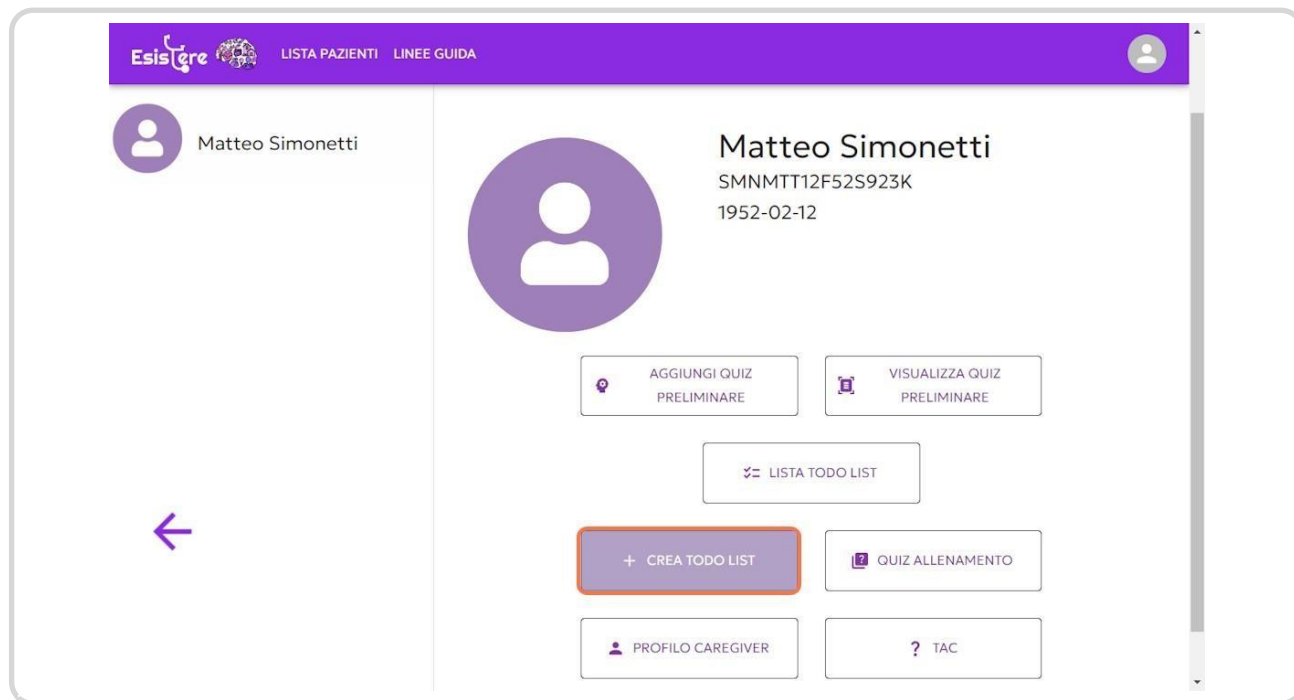 Esistere LISTA PAZIENTI LINEE GUIDA
Matteo Simonetti
Matteo Simonetti
SMNMTT12F52S923K
1952-02-12
AGGIUNGI QUIZ
PRELIMINARE
VISUALIZZA QUIZ
PRELIMINARE
LISTA TODO LIST
+ CREA TODO LIST
? QUIZ ALLENAMENTO
PROFILO CAREGIVER
? TAC